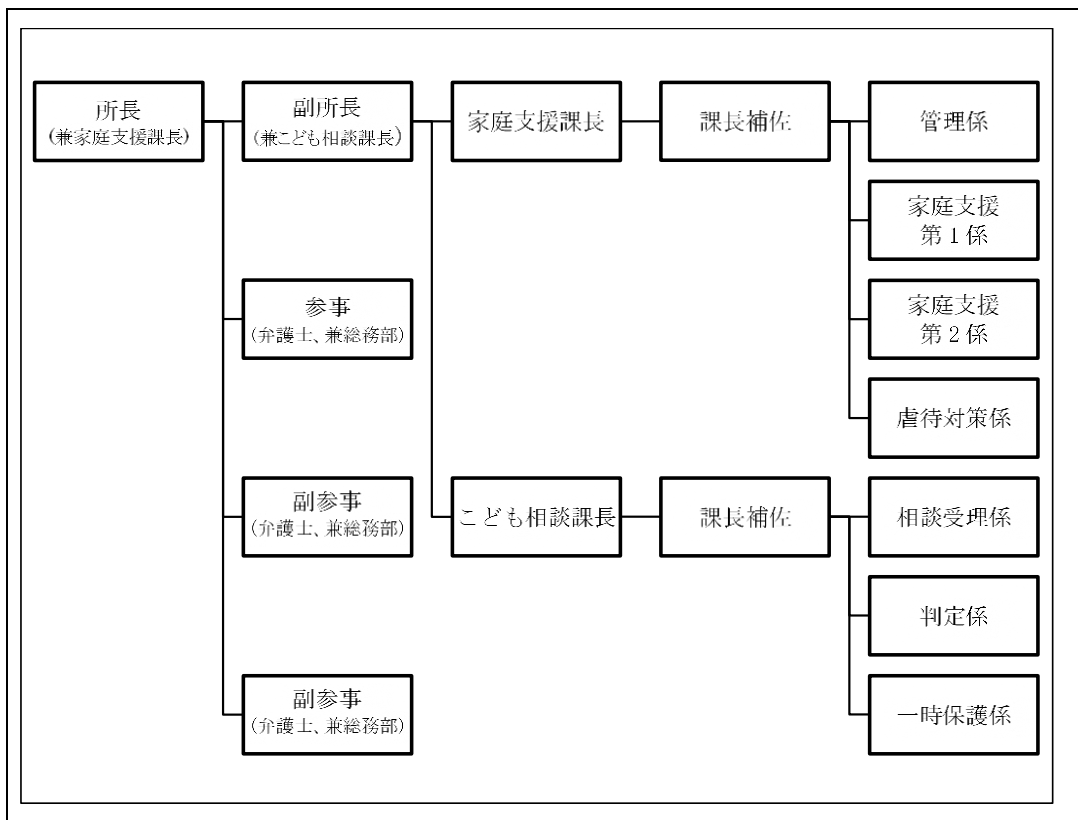 所長
(兼家庭支援課長)
副所長
(兼こども相談課長)
家庭支援課長
課長補佐
管理係
家庭支援
第1係
参事
(弁護士、兼総務部)
家庭支援
第2係
虐待対策係
副参事
(弁護士、兼総務部)
こども相談課長
課長補佐
相談受理係
判定係
副参事
(弁護士、兼総務部)
一時保護係